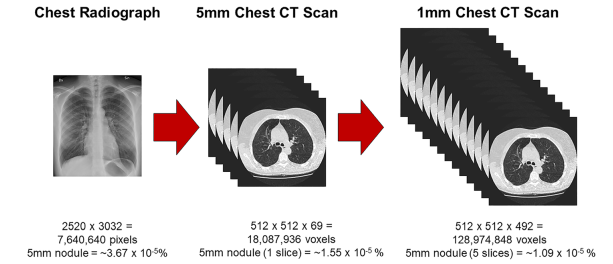 Chest Radiograph
5mm Chest CT Scan
1mm Chest CT Scan
2520 x 3032 =
7,640,640 pixels
5mm nodule = ~3.67 x 10-5%
512 x 512 x 69 =
18,087,936 voxels
5mm nodule (1 slice) = ~1.55 x 10-5 %
512 x 512 x 492 =
128,974,848 voxels
5mm nodule (5 slices) = ~1.09 x 10-5 %